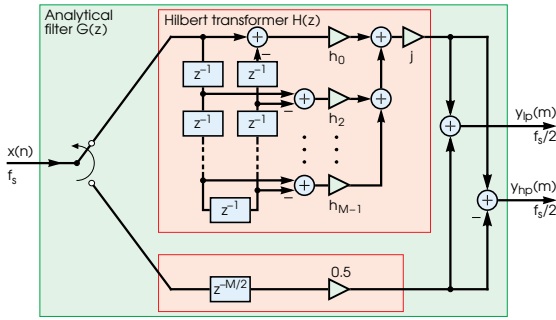 Analytical
filter G(z)
Hilbert transformer H(z)
+
−
h0
+
j
z⁻¹
z⁻¹
+
−
h2
+
z⁻¹
z⁻¹
x(n)
fs
+
ylp(m)
fs/2
+
−
hM−1
z⁻¹
+
−
yhp(m)
fs/2
z⁻ᴹ/²
0.5